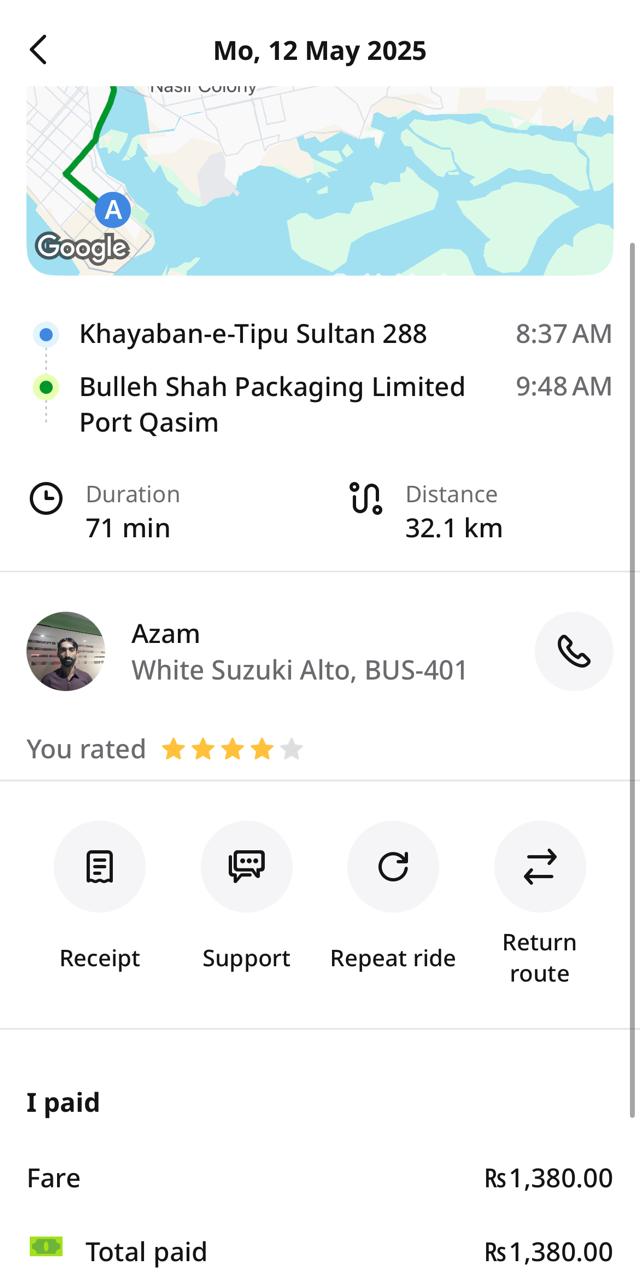 Mo, 12 May 2025
Nasir Colony
A
Google
Khayaban-e-Tipu Sultan 288 8:37 AM
Bulleh Shah Packaging Limited 9:48 AM
Port Qasim
Duration Distance
71 min 32.1 km
Azam
White Suzuki Alto, BUS-401
You rated
Receipt Support Repeat ride Return
route
I paid
Fare ₨1,380.00
Total paid ₨1,380.00